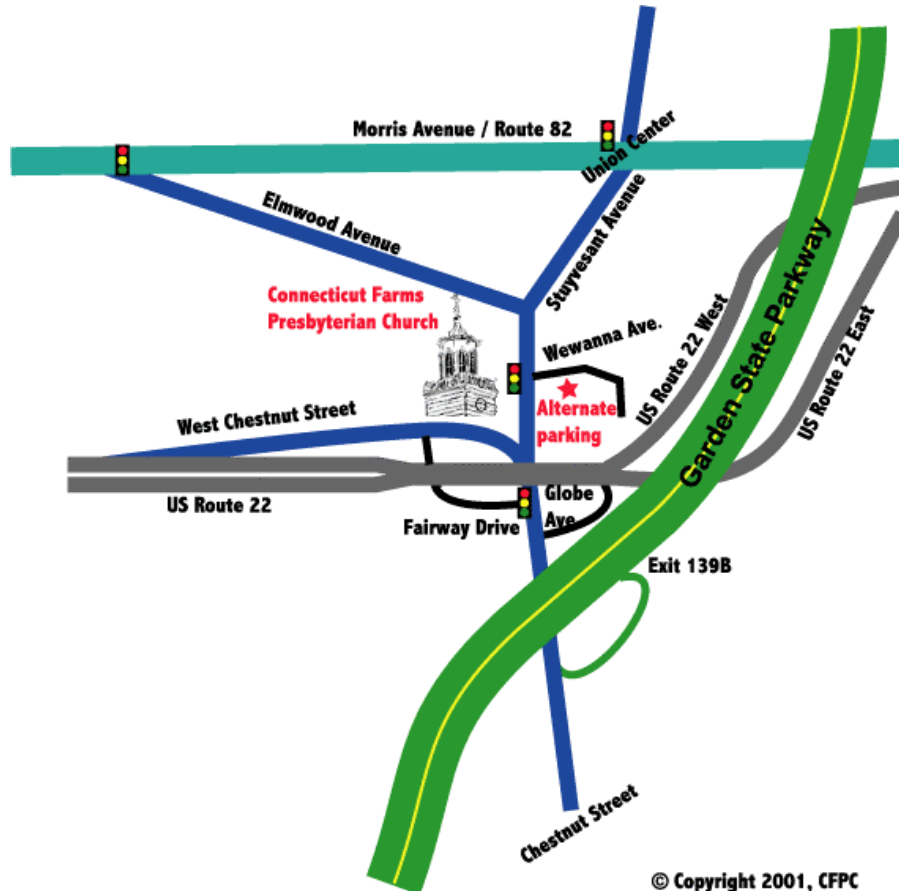 Morris Avenue / Route 82
Union Center
Elmwood Avenue
Stuyvesant Avenue
Connecticut Farms
Presbyterian Church
Wewanna Ave.
Alternate
parking
US Route 22 West
Garden State Parkway
US Route 22 East
West Chestnut Street
US Route 22
Globe
Ave
Fairway Drive
Exit 139B
Chestnut Street
© Copyright 2001, CFPC